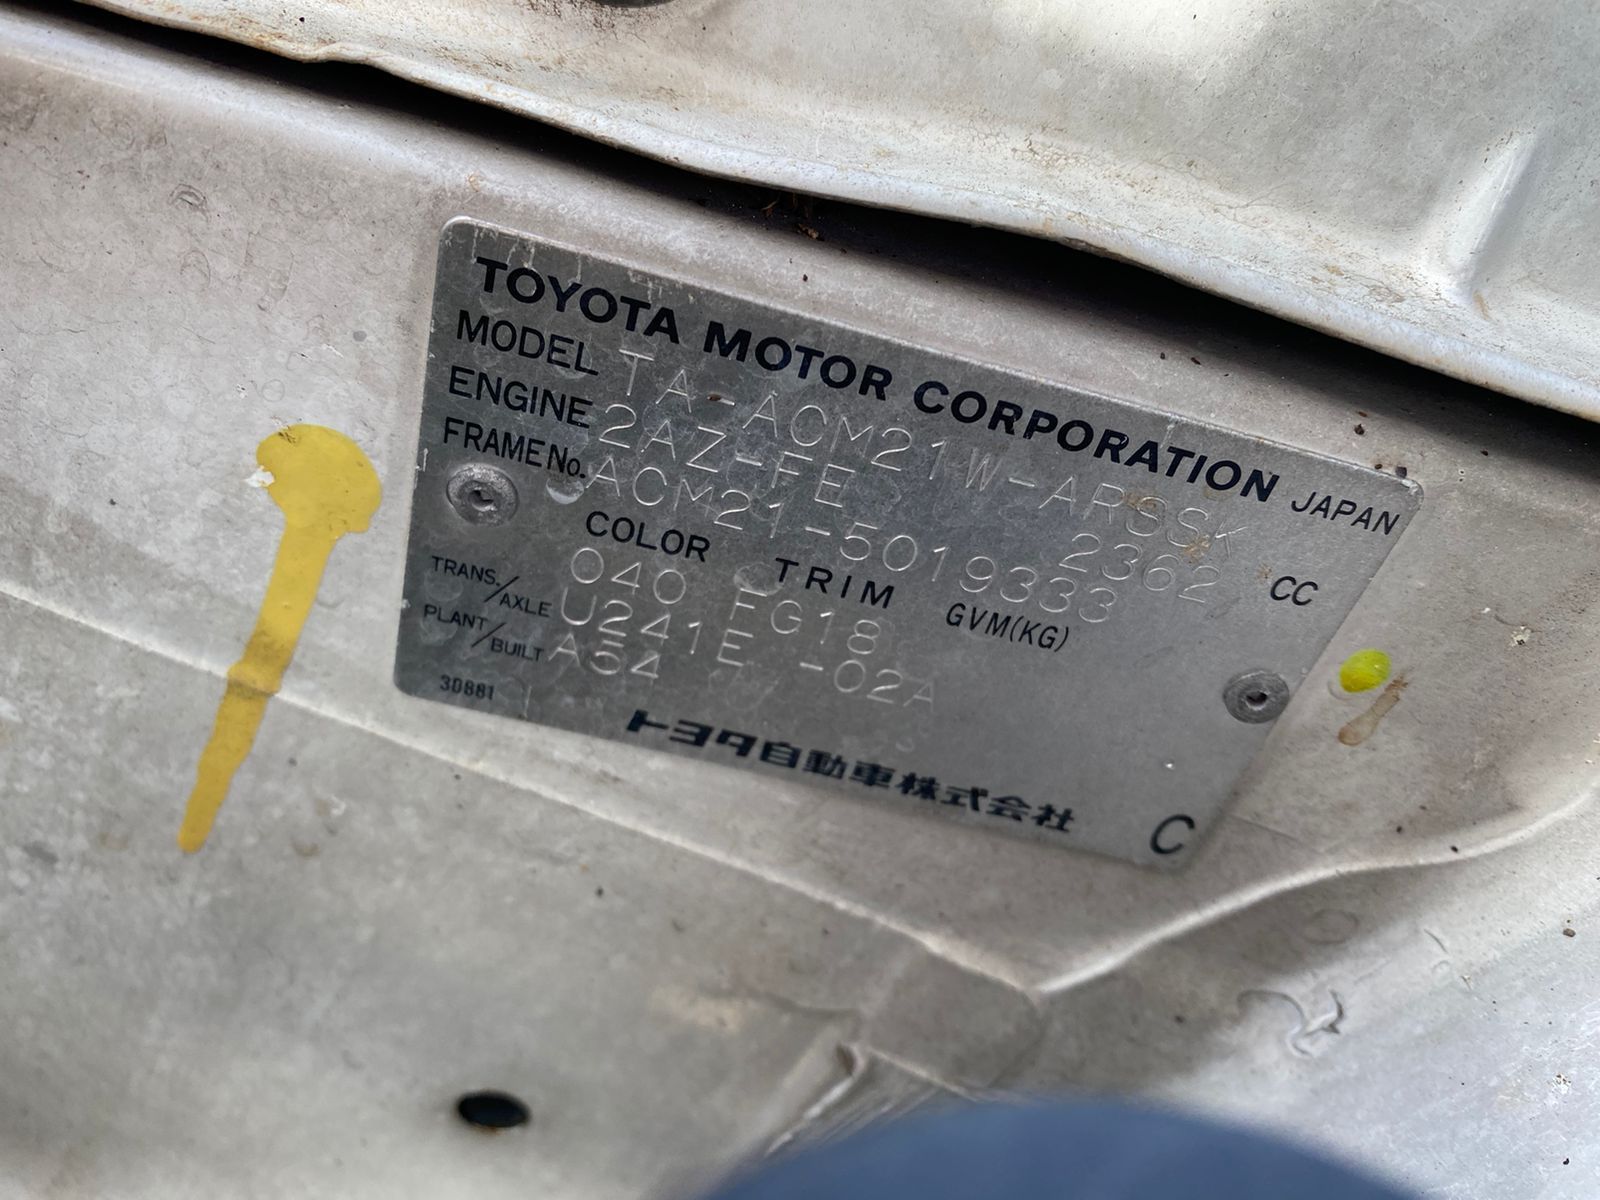 TOYOTA MOTOR CORPORATION JAPAN
MODEL TA-ACM21W-ARSSK
ENGINE 2AZ-FE 2362 CC
FRAME No. ACM21-5019333
COLOR TRIM GVM(KG)
040 FG18
TRANS./AXLE U241E -02A
PLANT/BUILT A54
30881
トヨタ自動車株式会社
C